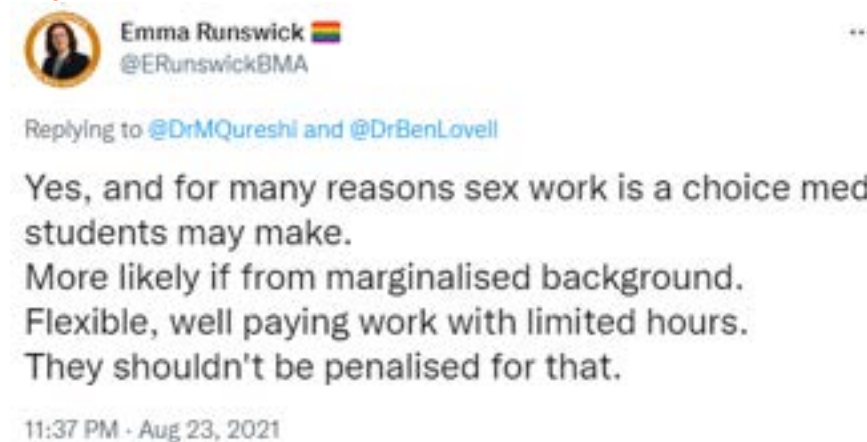 Emma Runswick 🏳️‍🌈
@ERunswickBMA
Replying to @DrMQureshi and @DrBenLovell
Yes, and for many reasons sex work is a choice med
students may make.
More likely if from marginalised background.
Flexible, well paying work with limited hours.
They shouldn't be penalised for that.
11:37 PM · Aug 23, 2021